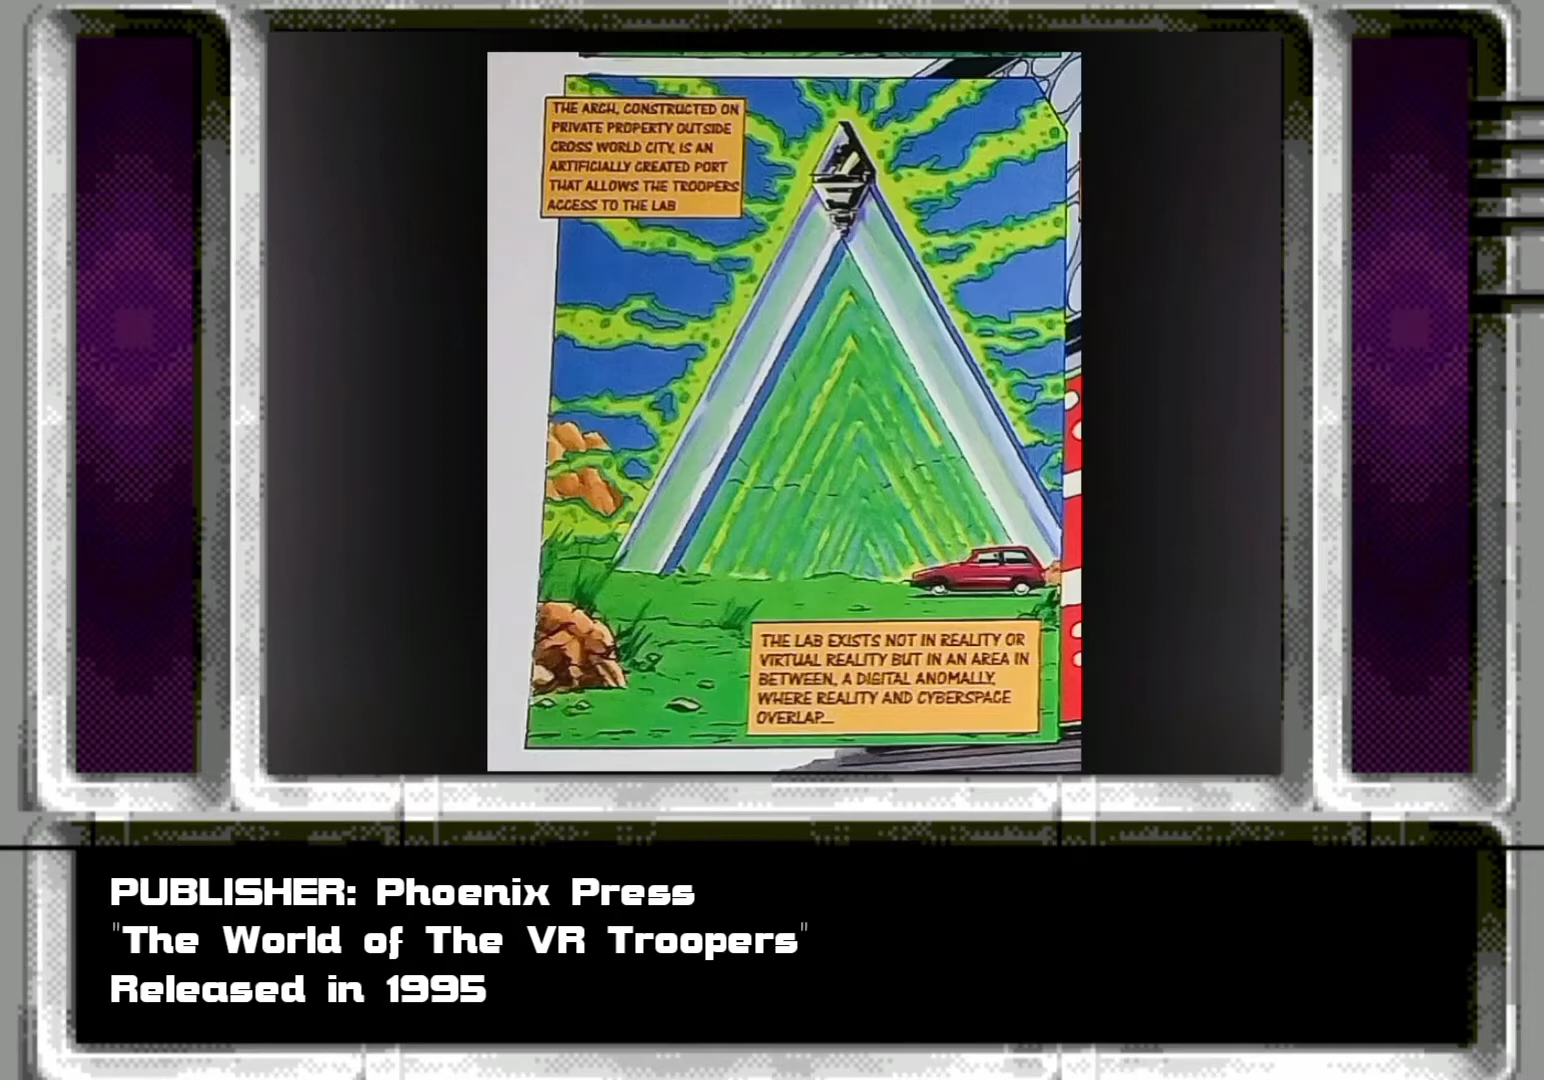 THE ARCH, CONSTRUCTED ON
PRIVATE PROPERTY OUTSIDE
CROSS WORLD CITY, IS AN
ARTIFICIALLY CREATED PORT
THAT ALLOWS THE TROOPERS
ACCESS TO THE LAB
THE LAB EXISTS NOT IN REALITY OR
VIRTUAL REALITY BUT IN AN AREA IN
BETWEEN, A DIGITAL ANOMALLY,
WHERE REALITY AND CYBERSPACE
OVERLAP...
PUBLISHER: Phoenix Press
"The World of The VR Troopers"
Released in 1995